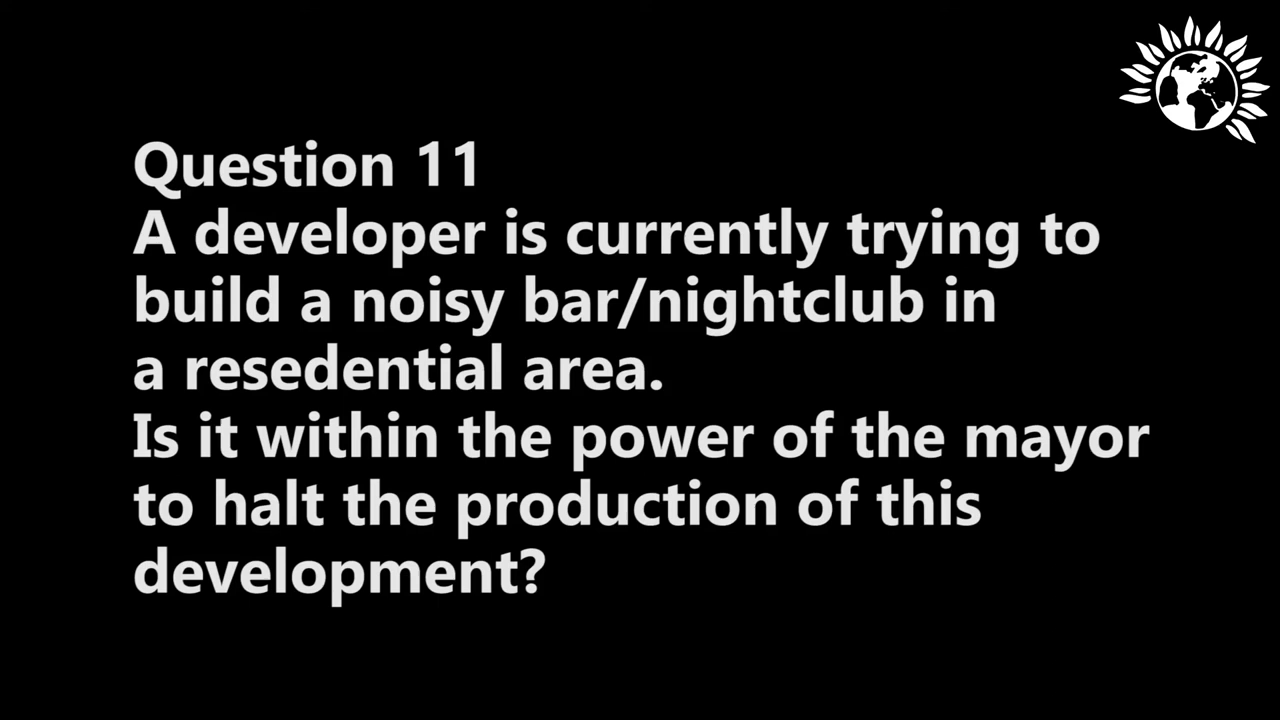 Question 11
A developer is currently trying to
build a noisy bar/nightclub in
a resedential area.
Is it within the power of the mayor
to halt the production of this
development?